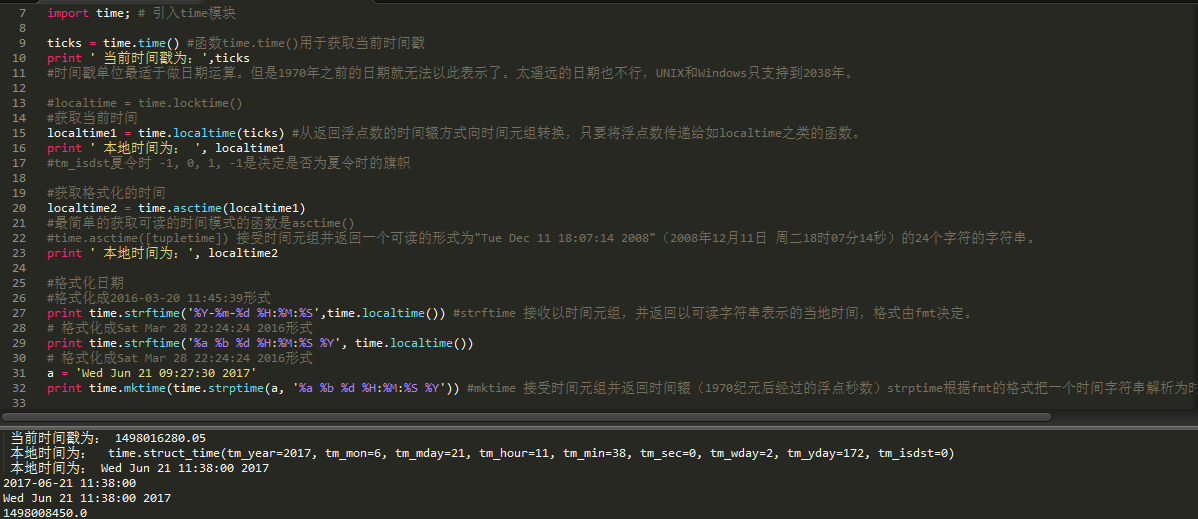 7 import time; # 引入time模块
8
9 ticks = time.time() #函数time.time()用于获取当前时间戳
10 print ' 当前时间戳为: ',ticks
11 #时间戳单位最适于做日期运算。但是1970年之前的日期就无法以此表示了。太遥远的日期也不行，UNIX和Windows只支持到2038年。
12
13 #localtime = time.locktime()
14 #获取当前时间
15 localtime1 = time.localtime(ticks) #从返回浮点数的时间辍方式向时间元组转换，只要将浮点数传递给如localtime之类的函数。
16 print ' 本地时间为: ', localtime1
17 #tm_isdst夏令时 -1, 0, 1, -1是决定是否为夏令时的旗帜
18
19 #获取格式化的时间
20 localtime2 = time.asctime(localtime1)
21 #最简单的获取可读的时间模式的函数是asctime()
22 #time.asctime([tupletime]) 接受时间元组并返回一个可读的形式为"Tue Dec 11 18:07:14 2008"（2008年12月11日 周二18时07分14秒）的24个字符的字符串。
23 print ' 本地时间为: ', localtime2
24
25 #格式化日期
26 #格式化成2016-03-20 11:45:39形式
27 print time.strftime('%Y-%m-%d %H:%M:%S',time.localtime()) #strftime 接收以时间元组，并返回以可读字符串表示的当地时间，格式由fmt决定。
28 # 格式化成Sat Mar 28 22:24:24 2016形式
29 print time.strftime('%a %b %d %H:%M:%S %Y', time.localtime())
30 # 格式化成Sat Mar 28 22:24:24 2016形式
31 a = 'Wed Jun 21 09:27:30 2017'
32 print time.mktime(time.strptime(a, '%a %b %d %H:%M:%S %Y')) #mktime 接受时间元组并返回时间辍（1970纪元后经过的浮点秒数）strptime根据fmt的格式把一个时间字符串解析为
33
当前时间戳为: 1498016280.05
本地时间为: time.struct_time(tm_year=2017, tm_mon=6, tm_mday=21, tm_hour=11, tm_min=38, tm_sec=0, tm_wday=2, tm_yday=172, tm_isdst=0)
本地时间为: Wed Jun 21 11:38:00 2017
2017-06-21 11:38:00
Wed Jun 21 11:38:00 2017
1498008450.0